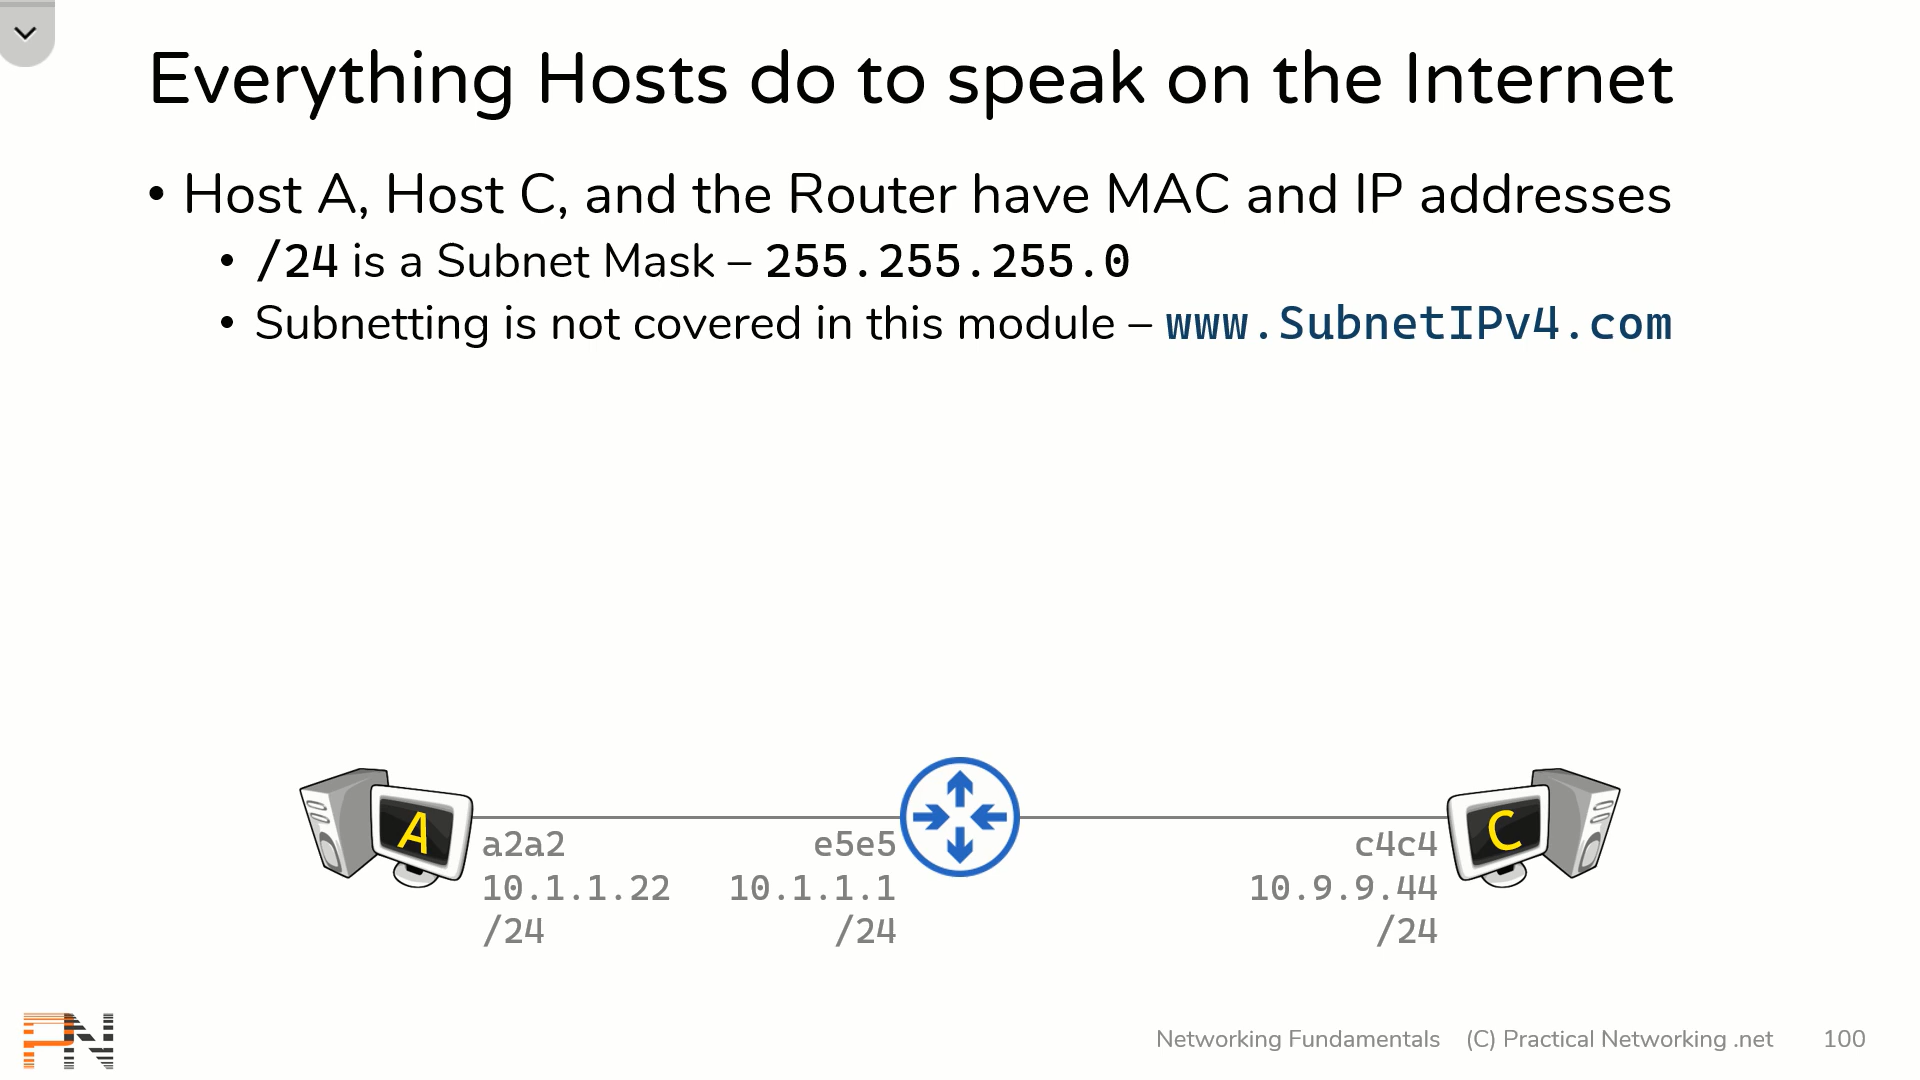 Everything Hosts do to speak on the Internet
• Host A, Host C, and the Router have MAC and IP addresses
• /24 is a Subnet Mask – 255.255.255.0
• Subnetting is not covered in this module – www.SubnetIPv4.com
A
C
a2a2
10.1.1.22
/24
e5e5
10.1.1.1
/24
c4c4
10.9.9.44
/24
PN
Networking Fundamentals (C) Practical Networking .net 100